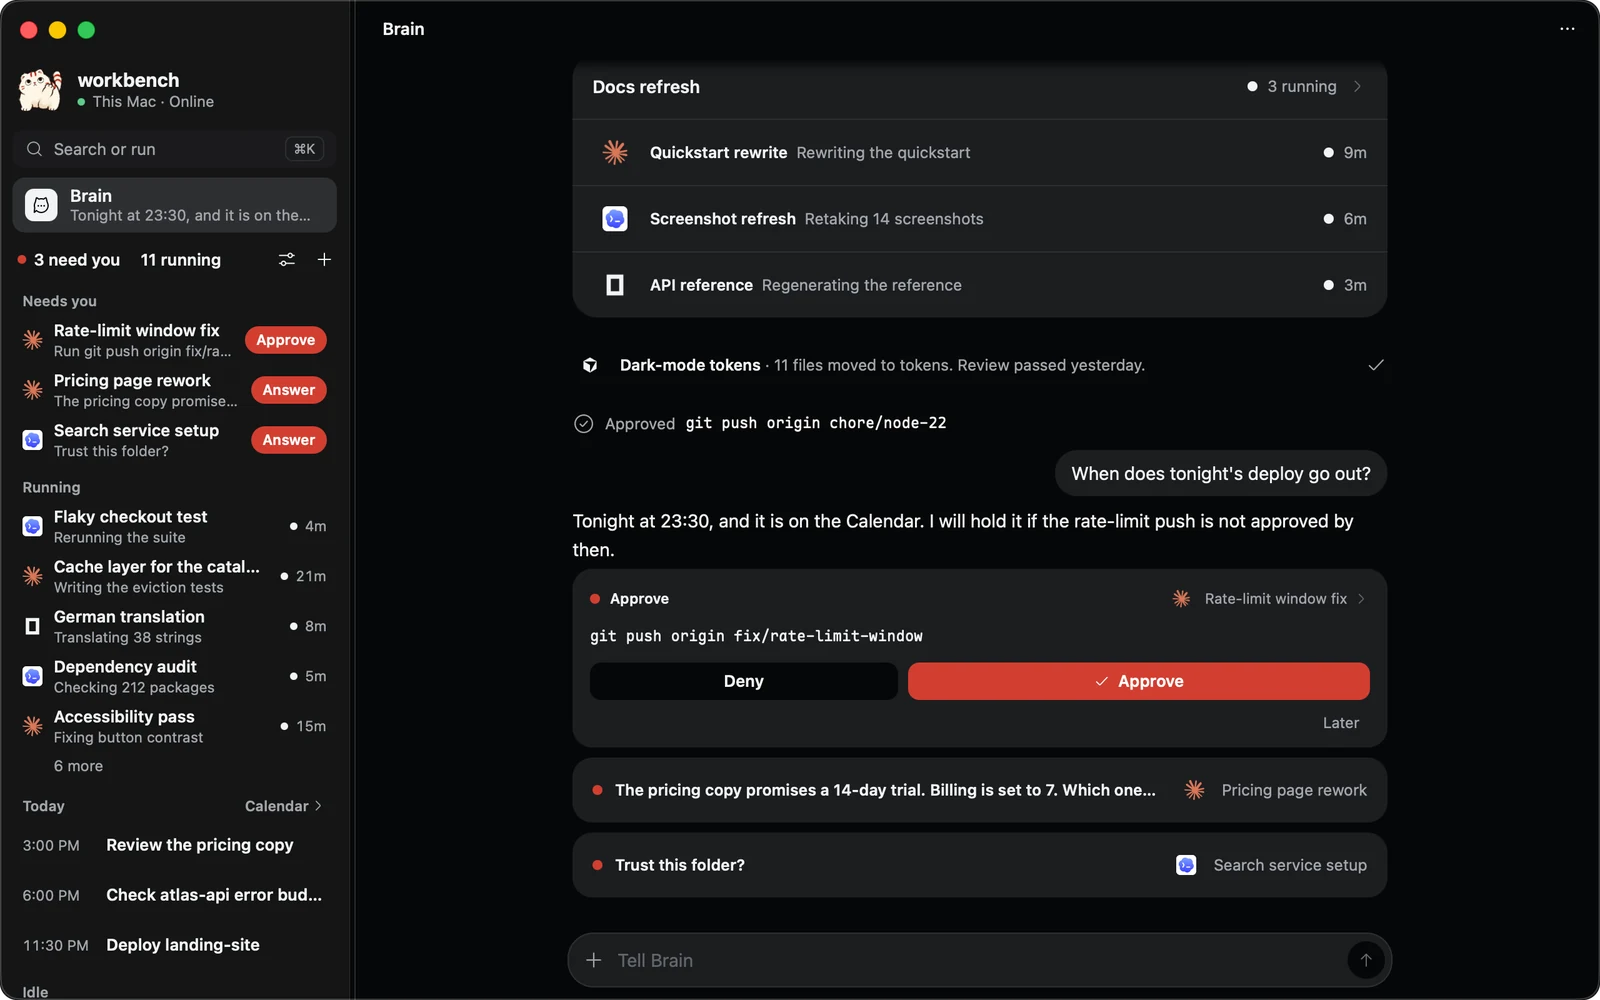 workbench
This Mac · Online
Search or run
⌘K
Brain
Tonight at 23:30, and it is on the...
3 need you
11 running
Needs you
Rate-limit window fix
Run git push origin fix/ra...
Approve
Pricing page rework
The pricing copy promise...
Answer
Search service setup
Trust this folder?
Answer
Running
Flaky checkout test
Rerunning the suite
4m
Cache layer for the catal...
Writing the eviction tests
21m
German translation
Translating 38 strings
8m
Dependency audit
Checking 212 packages
5m
Accessibility pass
Fixing button contrast
15m
6 more
Today
Calendar
3:00 PM Review the pricing copy
6:00 PM Check atlas-api error bud...
11:30 PM Deploy landing-site
Idle
Brain
Docs refresh
3 running
Quickstart rewrite Rewriting the quickstart
9m
Screenshot refresh Retaking 14 screenshots
6m
API reference Regenerating the reference
3m
Dark-mode tokens · 11 files moved to tokens. Review passed yesterday.
Approved git push origin chore/node-22
When does tonight's deploy go out?
Tonight at 23:30, and it is on the Calendar. I will hold it if the rate-limit push is not approved by
then.
Approve
Rate-limit window fix
git push origin fix/rate-limit-window
Deny
Approve
Later
The pricing copy promises a 14-day trial. Billing is set to 7. Which one...
Pricing page rework
Trust this folder?
Search service setup
Tell Brain